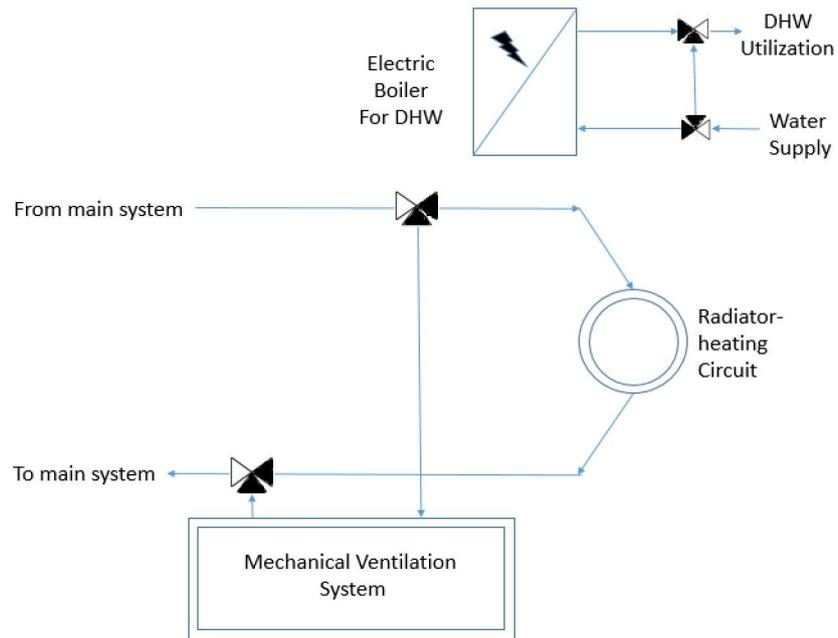 Electric
Boiler
For DHW
DHW
Utilization
Water
Supply
From main system
Radiator-
heating
Circuit
To main system
Mechanical Ventilation
System